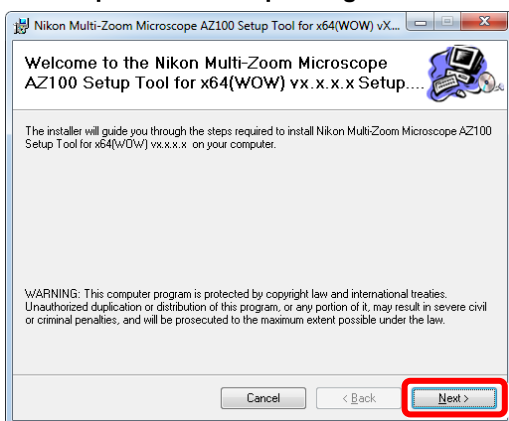 Nikon Multi-Zoom Microscope AZ100 Setup Tool for x64(WOW) vX...
Welcome to the Nikon Multi-Zoom Microscope
AZ100 Setup Tool for x64(WOW) vx.x.x.x Setup....
The installer will guide you through the steps required to install Nikon Multi-Zoom Microscope AZ100
Setup Tool for x64(WOW) vx.x.x.x on your computer.
WARNING: This computer program is protected by copyright law and international treaties.
Unauthorized duplication or distribution of this program, or any portion of it, may result in severe civil
or criminal penalties, and will be prosecuted to the maximum extent possible under the law.
Cancel < Back Next >